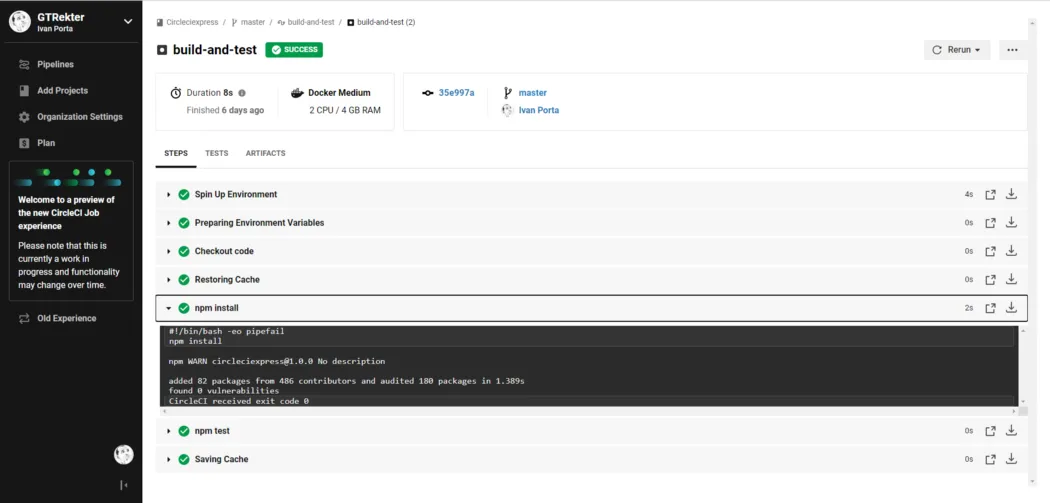 GTRekter
Ivan Porta
Pipelines
Add Projects
Organization Settings
Plan
Welcome to a preview of
the new CircleCI Job
experience
Please note that this is
currently a work in
progress and functionality
may change over time.
Old Experience
Circleciexpress / master / build-and-test / build-and-test (2)
build-and-test SUCCESS
Rerun
Duration 8s
Finished 6 days ago
Docker Medium
2 CPU / 4 GB RAM
35e997a
master
Ivan Porta
STEPS TESTS ARTIFACTS
Spin Up Environment 4s
Preparing Environment Variables 0s
Checkout code 0s
Restoring Cache 0s
npm install 2s
#!/bin/bash -eo pipefail
npm install
npm WARN circleciexpress@1.0.0 No description
added 82 packages from 486 contributors and audited 180 packages in 1.389s
found 0 vulnerabilities
CircleCI received exit code 0
npm test 0s
Saving Cache 0s